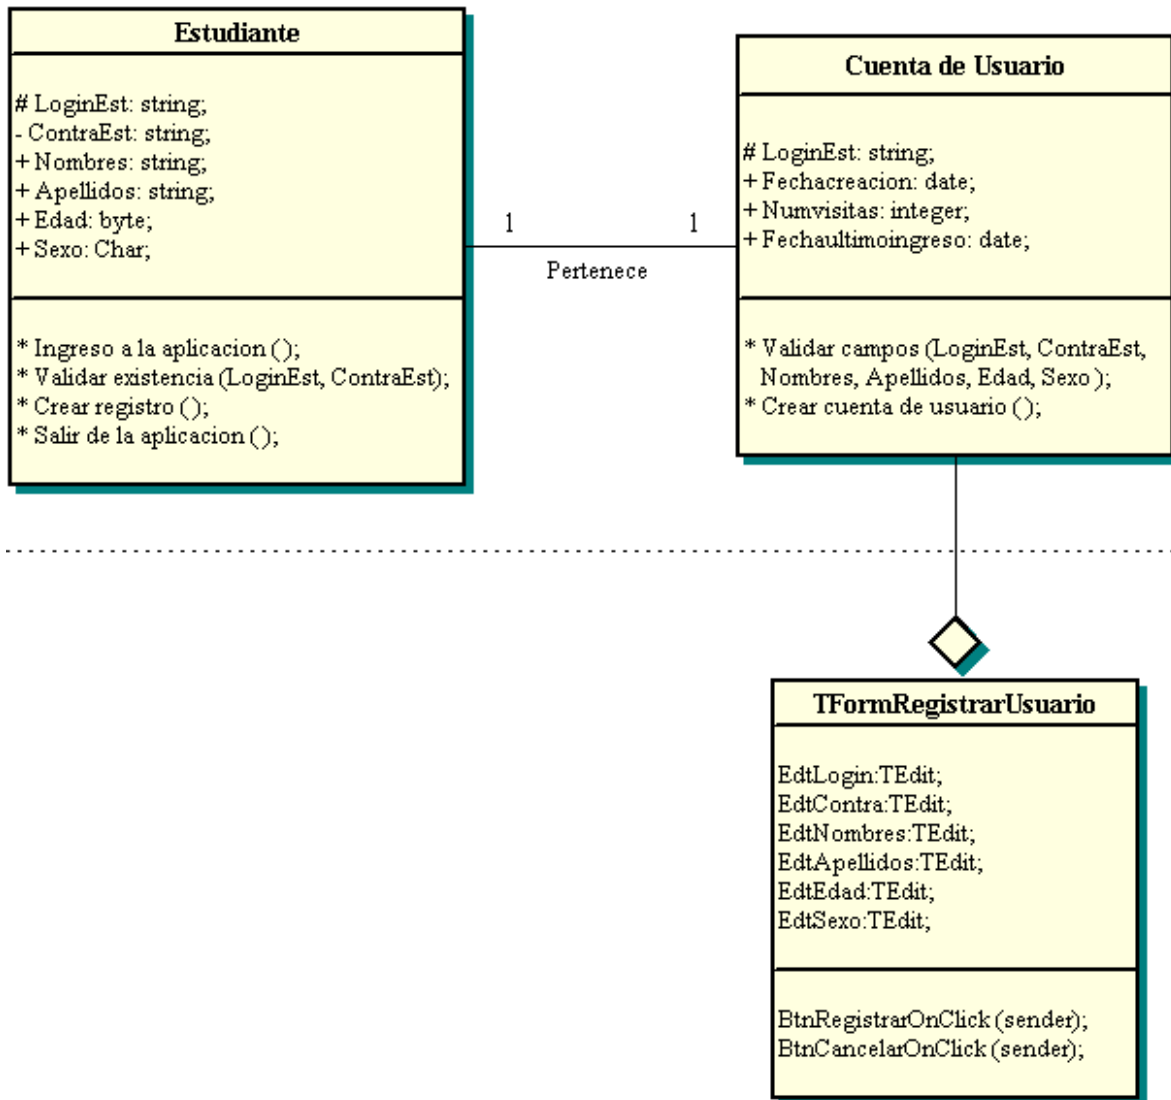 Estudiante
# LoginEst: string;
- ContraEst: string;
+ Nombres: string;
+ Apellidos: string;
+ Edad: byte;
+ Sexo: Char;
* Ingreso a la aplicacion ();
* Validar existencia (LoginEst, ContraEst);
* Crear registro ();
* Salir de la aplicacion ();
1
1
Pertenece
Cuenta de Usuario
# LoginEst: string;
+ Fechacreacion: date;
+ Numvisitas: integer;
+ Fechaultimoingreso: date;
* Validar campos (LoginEst, ContraEst,
Nombres, Apellidos, Edad, Sexo );
* Crear cuenta de usuario ();
TFormRegistrarUsuario
EdtLogin:TEdit;
EdtContra:TEdit;
EdtNombres:TEdit;
EdtApellidos:TEdit;
EdtEdad:TEdit;
EdtSexo:TEdit;
BtnRegistrarOnClick (sender);
BtnCancelarOnClick (sender);